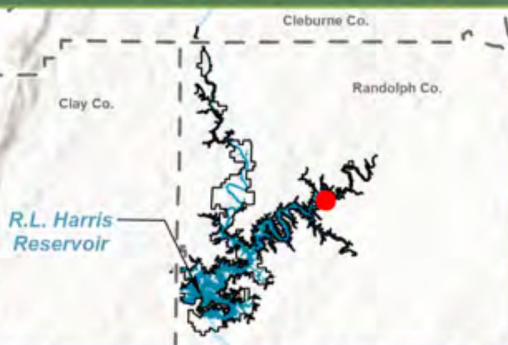 Cleburne Co.
Randolph Co.
Clay Co.
R.L. Harris
Reservoir